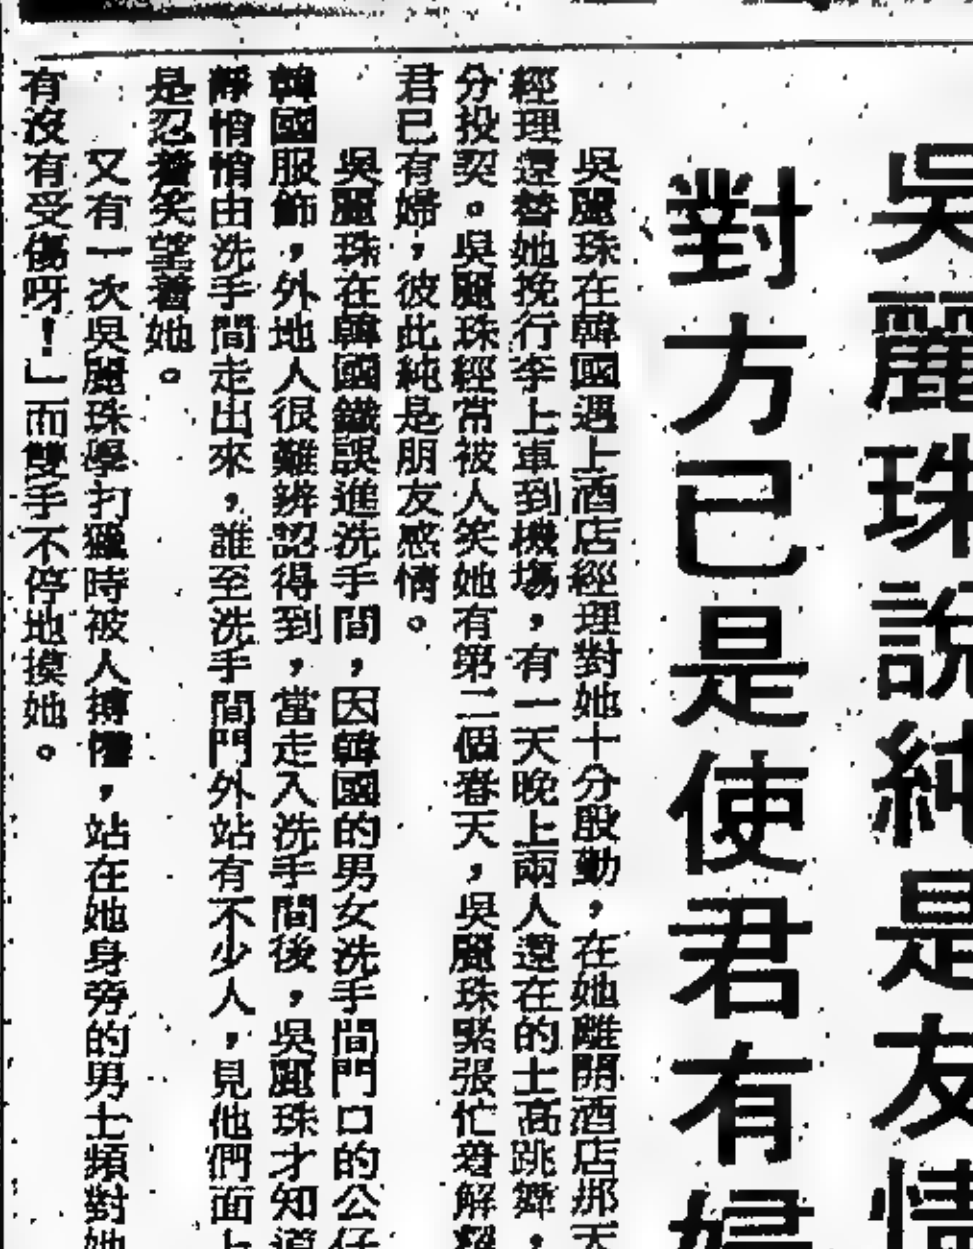 吳麗珠說純是友情
對方已是使君有婦
吳麗珠在韓國遇上酒店經理對她十分殷勤，在她離開酒店那天
經理還替她挽行李上車到機場，有一天晚上兩人還在的士高跳舞，
分投契。吳麗珠經常被人笑她有第二個春天，吳麗珠緊張忙着解釋
君已有婦，彼此純是朋友感情。
吳麗珠在韓國鐵誤進洗手間，因韓國的男女洗手間門口的公仔
韓國服飾，外地人很難辨認得到，當走入洗手間後，吳麗珠才知道
靜悄悄由洗手間走出來，誰至洗手間門外站有不少人，見他們面上
是忍着笑望着她。
又有一次吳麗珠學打獵時被人搏懵，站在她身旁的男士頻對她
有沒有受傷呀！」而雙手不停地摸她。